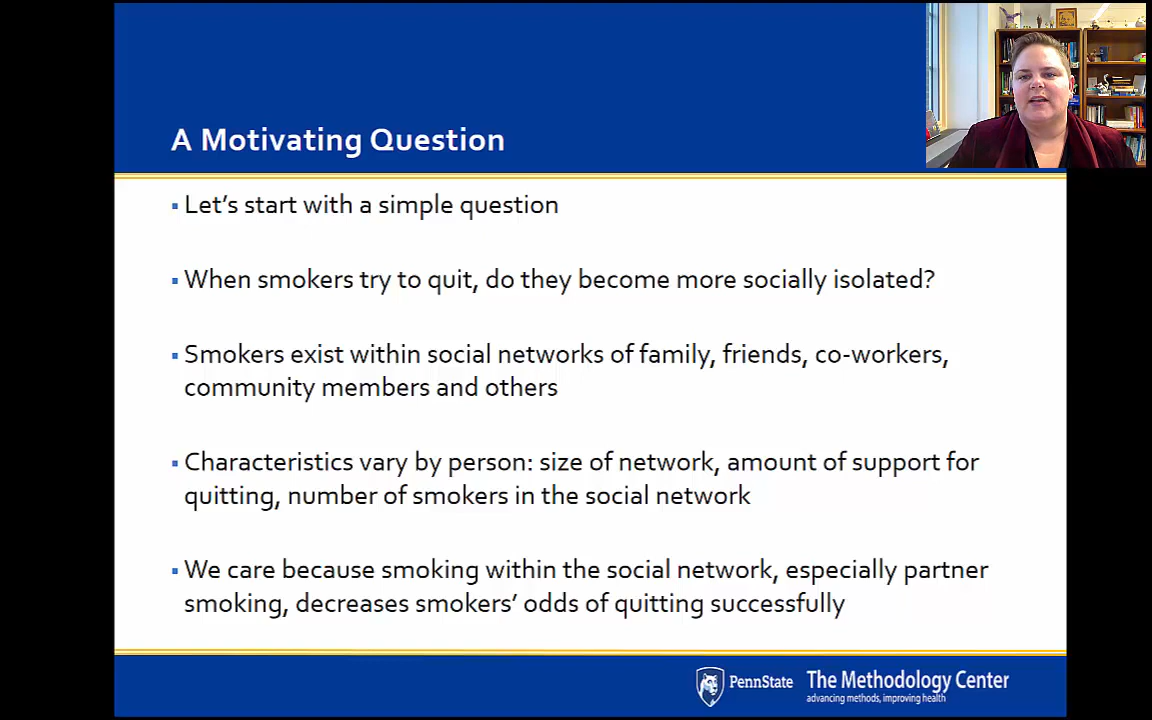 A Motivating Question
▪ Let's start with a simple question
▪ When smokers try to quit, do they become more socially isolated?
▪ Smokers exist within social networks of family, friends, co-workers,
community members and others
▪ Characteristics vary by person: size of network, amount of support for
quitting, number of smokers in the social network
▪ We care because smoking within the social network, especially partner
smoking, decreases smokers' odds of quitting successfully
PennState The Methodology Center
advancing methods, improving health